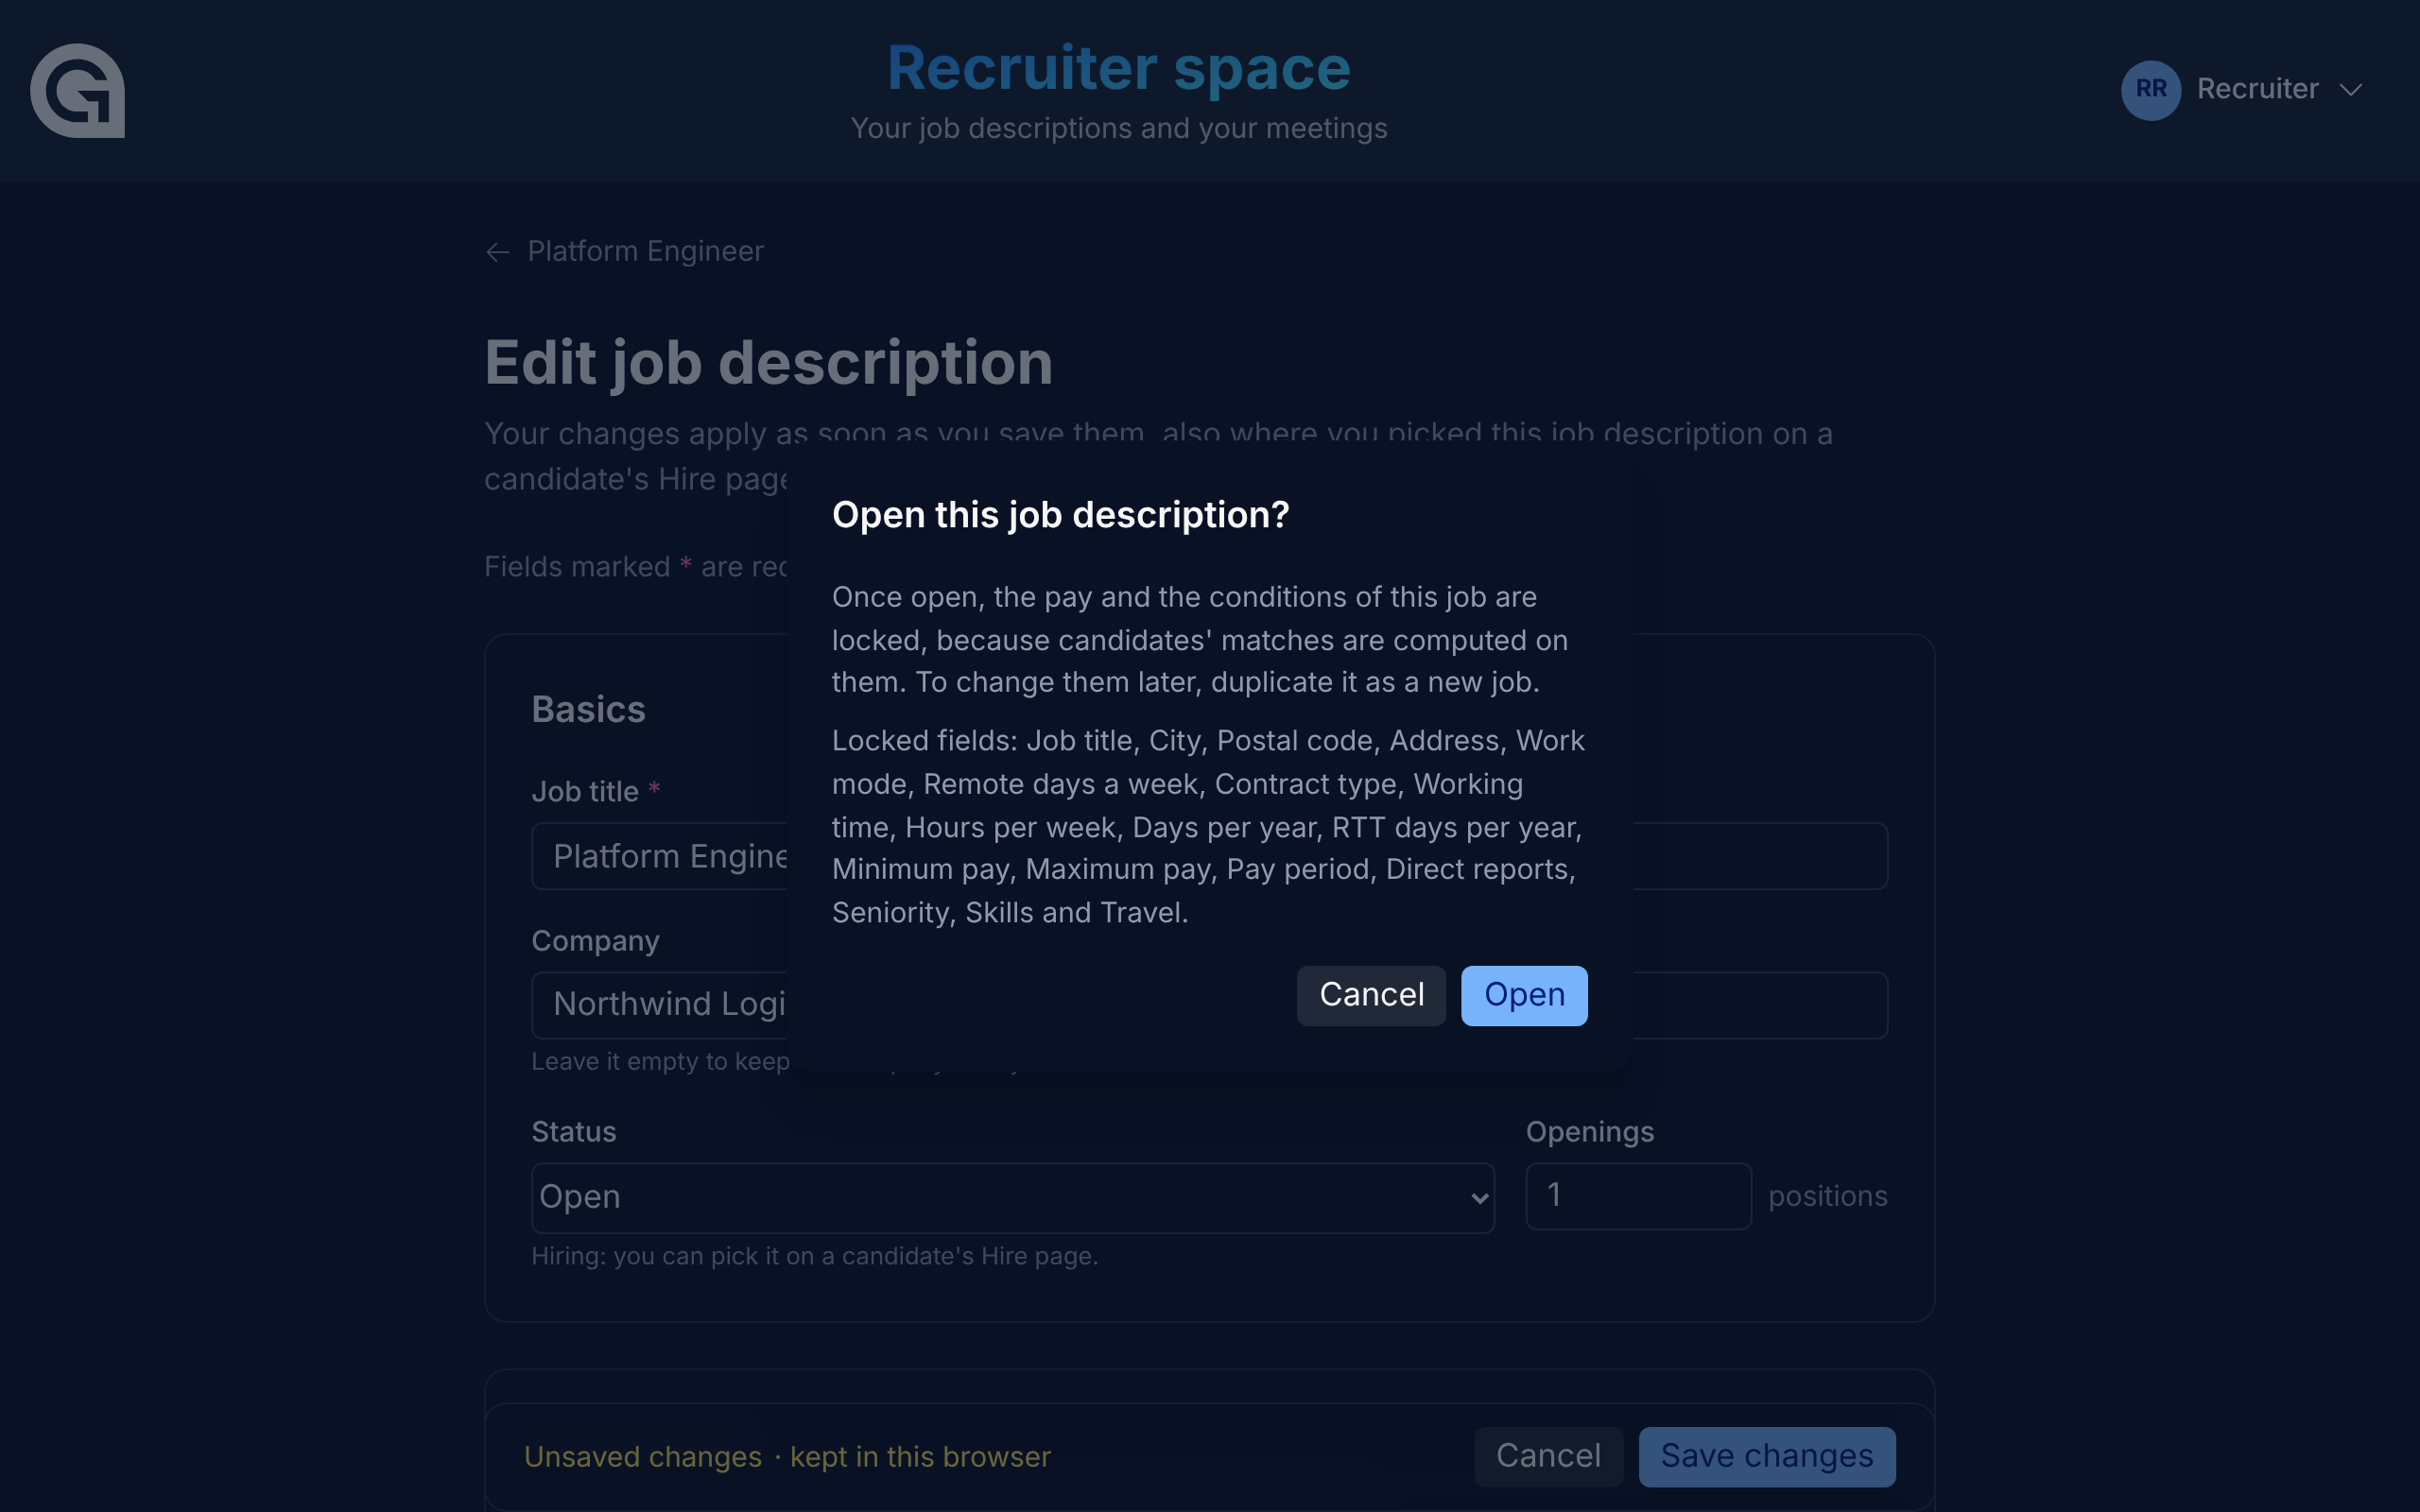 Recruiter space
Your job descriptions and your meetings
RR Recruiter
← Platform Engineer
Edit job description
Your changes apply as soon as you save them, also where you picked this job description on a
candidate's Hire page
Fields marked * are
Open this job description?
Once open, the pay and the conditions of this job are
locked, because candidates' matches are computed on
them. To change them later, duplicate it as a new job.
Locked fields: Job title, City, Postal code, Address, Work
mode, Remote days a week, Contract type, Working
time, Hours per week, Days per year, RTT days per year,
Minimum pay, Maximum pay, Pay period, Direct reports,
Seniority, Skills and Travel.
Cancel Open
Basics
Job title *
Platform
Company
Northwind
Leave it empty to keep
Status
Openings
Open
1 positions
Hiring: you can pick it on a candidate's Hire page.
Unsaved changes · kept in this browser
Cancel Save changes